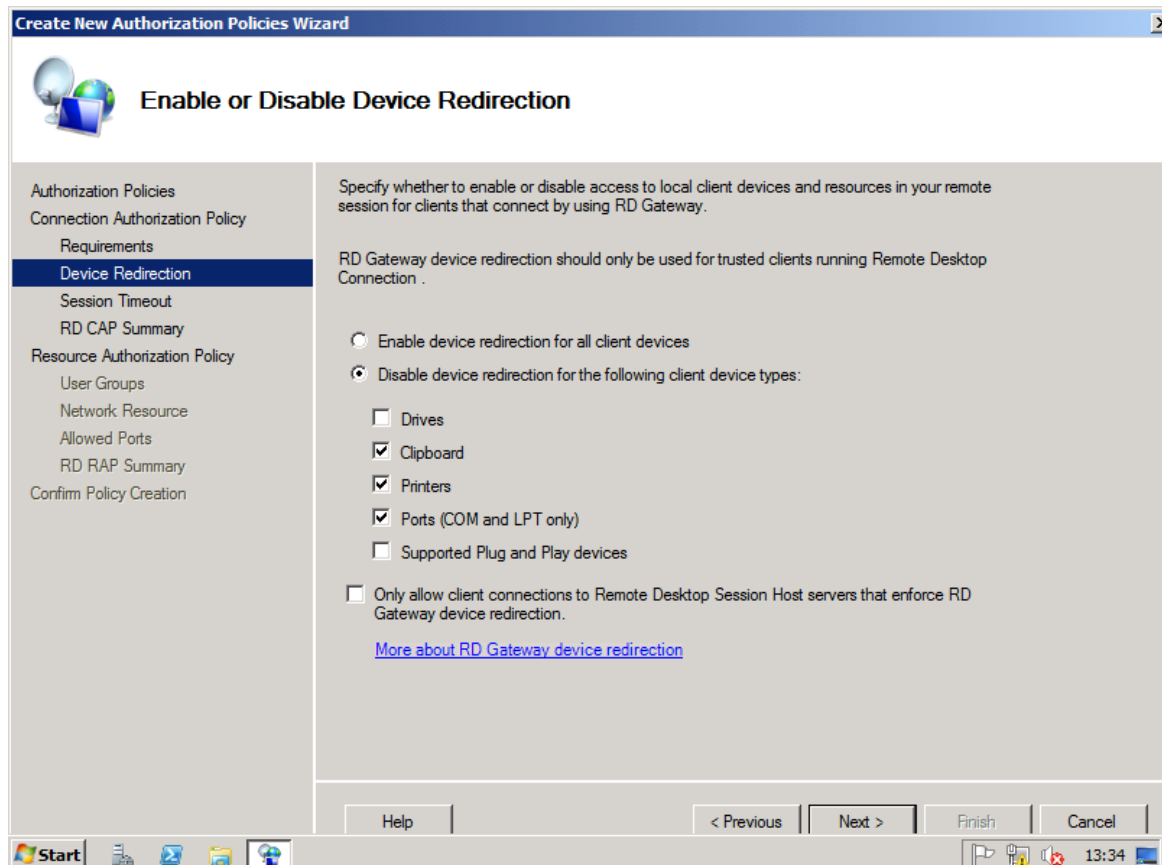 Create New Authorization Policies Wizard
Enable or Disable Device Redirection
Authorization Policies
Connection Authorization Policy
Requirements
Device Redirection
Session Timeout
RD CAP Summary
Resource Authorization Policy
User Groups
Network Resource
Allowed Ports
RD RAP Summary
Confirm Policy Creation
Specify whether to enable or disable access to local client devices and resources in your remote
session for clients that connect by using RD Gateway.
RD Gateway device redirection should only be used for trusted clients running Remote Desktop
Connection .
Enable device redirection for all client devices
Disable device redirection for the following client device types:
Drives
Clipboard
Printers
Ports (COM and LPT only)
Supported Plug and Play devices
Only allow client connections to Remote Desktop Session Host servers that enforce RD
Gateway device redirection.
More about RD Gateway device redirection
Help
< Previous
Next >
Finish
Cancel
Start
13:34